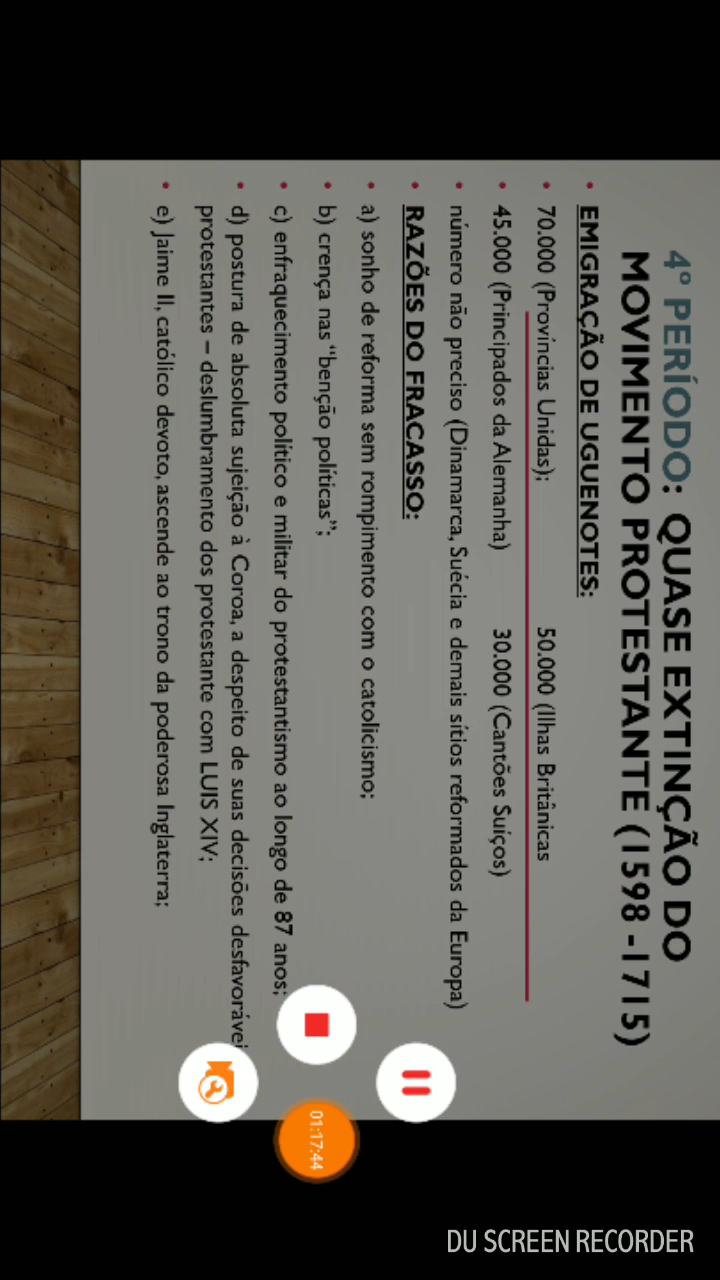 4º PERÍODO: QUASE EXTINÇÃO DO
MOVIMENTO PROTESTANTE (1598 -1715)
• EMIGRAÇÃO DE UGUENOTES:
• 70.000 (Províncias Unidas); 50.000 (Ilhas Britânicas
• 45.000 (Principados da Alemanha) 30.000 (Cantões Suíços)
• número não preciso (Dinamarca, Suécia e demais sítios reformados da Europa)
• RAZÕES DO FRACASSO:
• a) sonho de reforma sem rompimento com o catolicismo;
• b) crença nas “benção políticas”;
• c) enfraquecimento político e militar do protestantismo ao longo de 87 anos;
• d) postura de absoluta sujeição à Coroa, a despeito de suas decisões desfavorávei
protestantes – deslumbramento dos protestante com LUIS XIV;
• e) Jaime II, católico devoto, ascende ao trono da poderosa Inglaterra;
01:17:44
DU SCREEN RECORDER